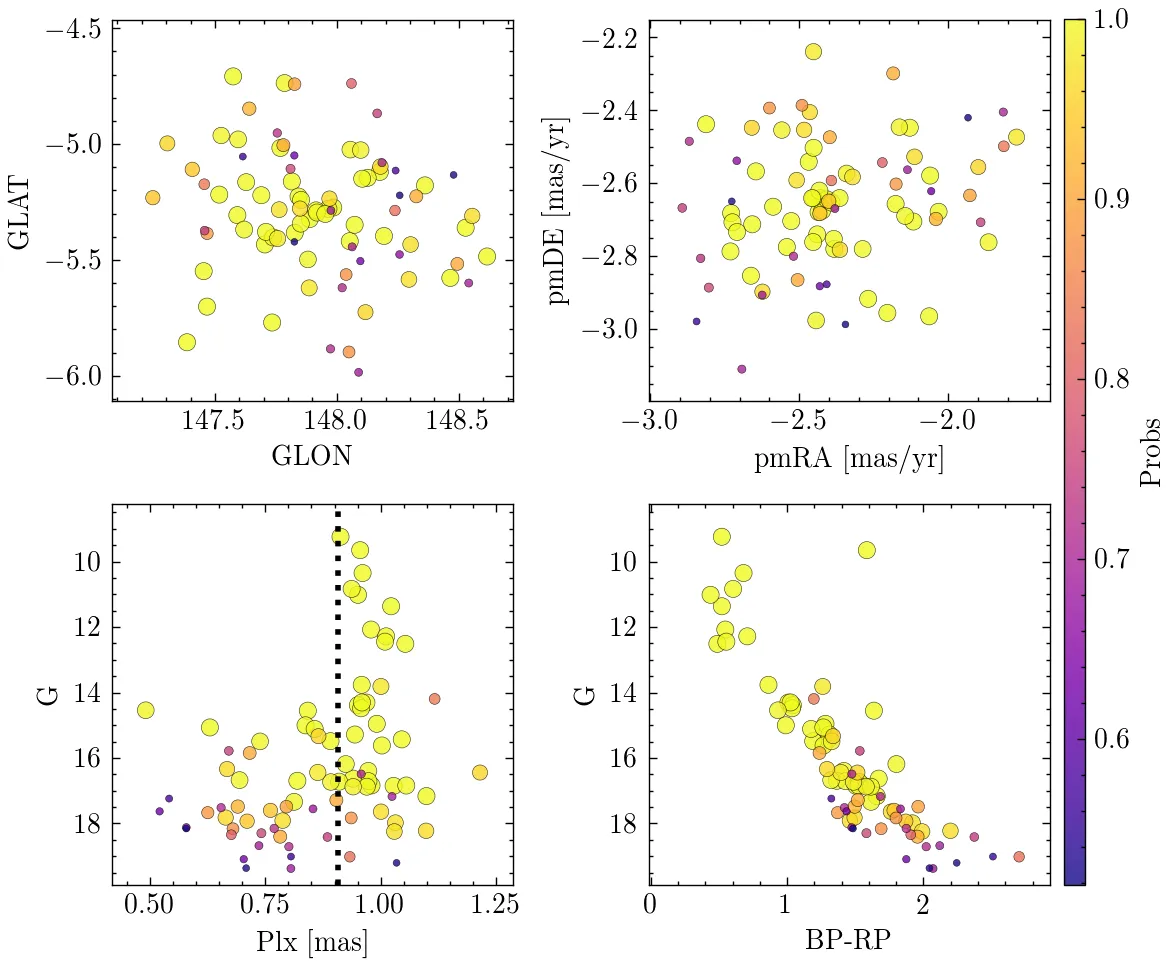 −4.5
−5.0
−5.5
−6.0
GLAT
147.5 148.0 148.5
GLON
−2.2
−2.4
−2.6
−2.8
−3.0
pmDE [mas/yr]
−3.0 −2.5 −2.0
pmRA [mas/yr]
10
12
14
16
18
G
0.50 0.75 1.00 1.25
Plx [mas]
10
12
14
16
18
G
0 1 2
BP-RP
1.0
0.9
0.8
0.7
0.6
Probs